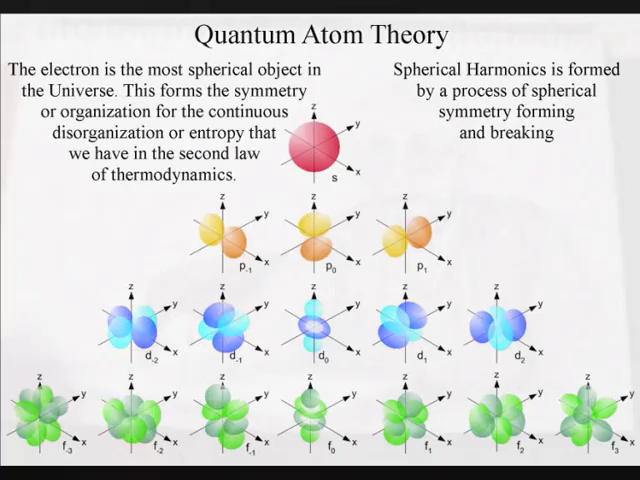 Quantum Atom Theory
The electron is the most spherical object in
the Universe. This forms the symmetry
or organization for the continuous
disorganization or entropy that
we have in the second law
of thermodynamics.
Spherical Harmonics is formed
by a process of spherical
symmetry forming
and breaking
z
y
x
s
z
y
x
p-1
z
y
x
p0
z
y
x
p1
z
y
x
d-2
z
y
x
d-1
z
y
x
d0
z
y
x
d1
z
y
x
d2
z
y
x
f-3
z
y
x
f-2
z
y
x
f-1
z
y
x
f0
z
y
x
f1
z
y
x
f2
z
y
x
f3